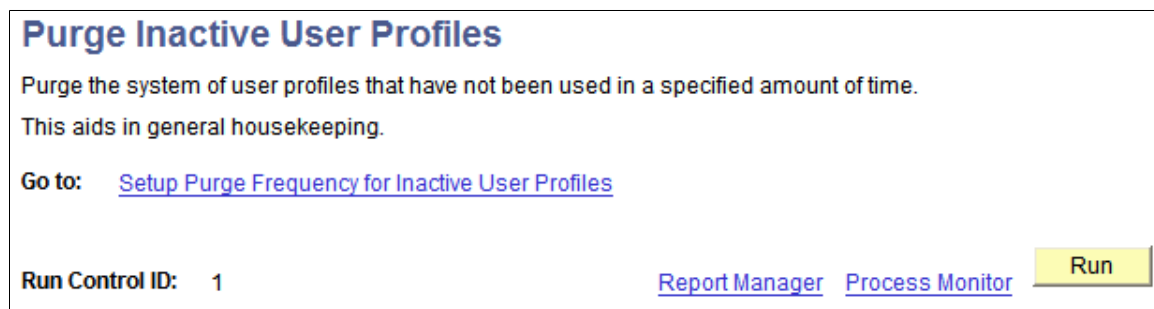 Purge Inactive User Profiles
Purge the system of user profiles that have not been used in a specified amount of time.
This aids in general housekeeping.
Go to: Setup Purge Frequency for Inactive User Profiles
Run Control ID: 1 Report Manager Process Monitor Run